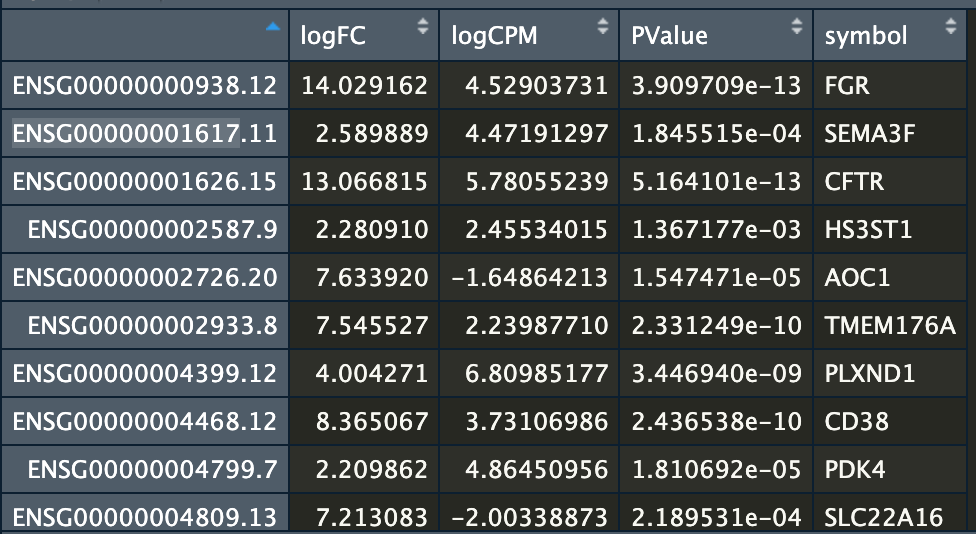 logFC logCPM PValue symbol
ENSG00000000938.12 14.029162 4.52903731 3.909709e-13 FGR
ENSG00000001617.11 2.589889 4.47191297 1.845515e-04 SEMA3F
ENSG00000001626.15 13.066815 5.78055239 5.164101e-13 CFTR
ENSG00000002587.9 2.280910 2.45534015 1.367177e-03 HS3ST1
ENSG00000002726.20 7.633920 -1.64864213 1.547471e-05 AOC1
ENSG00000002933.8 7.545527 2.23987710 2.331249e-10 TMEM176A
ENSG00000004399.12 4.004271 6.80985177 3.446940e-09 PLXND1
ENSG00000004468.12 8.365067 3.73106986 2.436538e-10 CD38
ENSG00000004799.7 2.209862 4.86450956 1.810692e-05 PDK4
ENSG00000004809.13 7.213083 -2.00338873 2.189531e-04 SLC22A16